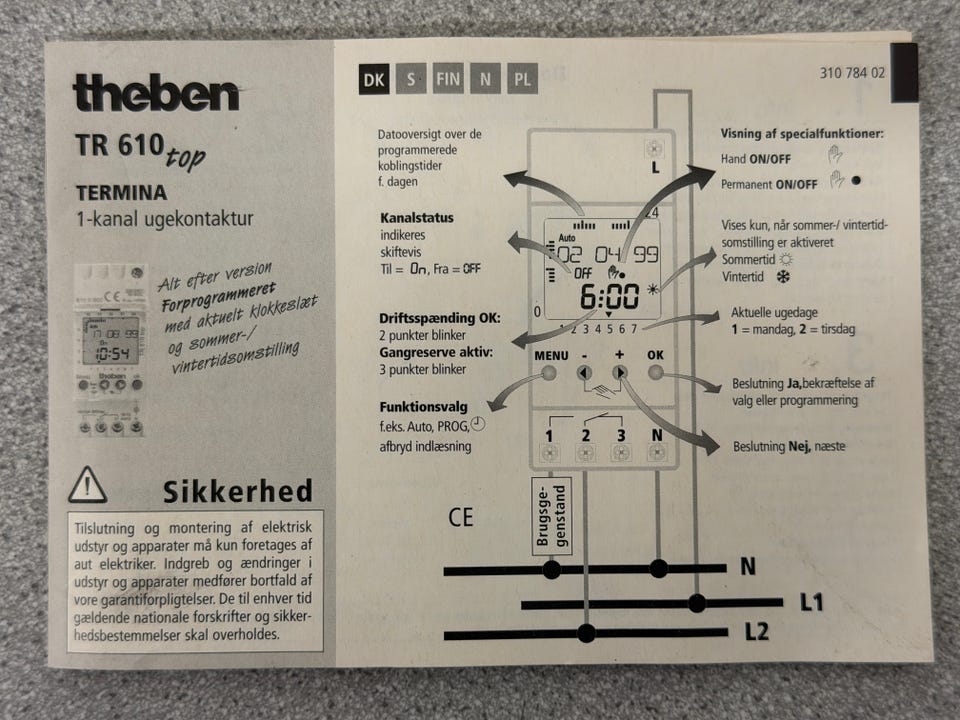 theben
TR 610 top
TERMINA
1-kanal ugekontaktur
Alt efter version
Forprogrammeret
med aktuelt klokkeslæt
og sommer-/
vintertidsomstilling
10:54
theben
Sikkerhed
Tilslutning og montering af elektrisk
udstyr og apparater må kun foretages af
aut elektriker. Indgreb og ændringer i
udstyr og apparater medfører bortfald af
vore garantiforpligtelser. De til enhver tid
gældende nationale forskrifter og sikker-
hedsbestemmelser skal overholdes.
DK S FIN N PL
310 784 02
Datooversigt over de
programmerede
koblingstider
f. dagen
Kanalstatus
indikeres
skiftevis
Til = On, Fra = OFF
Driftsspænding OK:
2 punkter blinker
Gangreserve aktiv:
3 punkter blinker
Funktionsvalg
f.eks. Auto, PROG,
afbryd indlæsning
L
24
Auto
02 04 99
OFF
6:00
0
1 2 3 4 5 6 7
MENU - + OK
1 2 3 N
Brugsge-
genstand
CE
N
L1
L2
Visning af specialfunktioner:
Hand ON/OFF
Permanent ON/OFF
Vises kun, når sommer-/ vintertid-
somstilling er aktiveret
Sommertid
Vintertid
Aktuelle ugedage
1 = mandag, 2 = tirsdag
Beslutning Ja,bekræftelse af
valg eller programmering
Beslutning Nej, næste